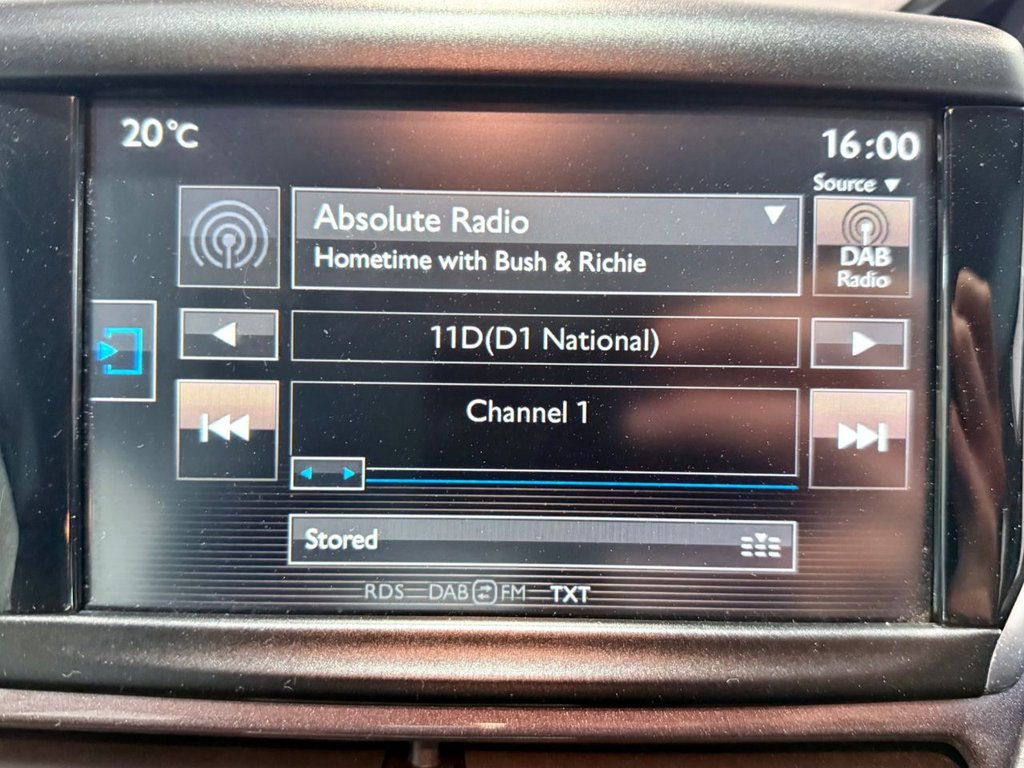 20°C
16:00
Source
Absolute Radio
Hometime with Bush & Richie
DAB
Radio
11D(D1 National)
Channel 1
Stored
RDS DAB FM TXT